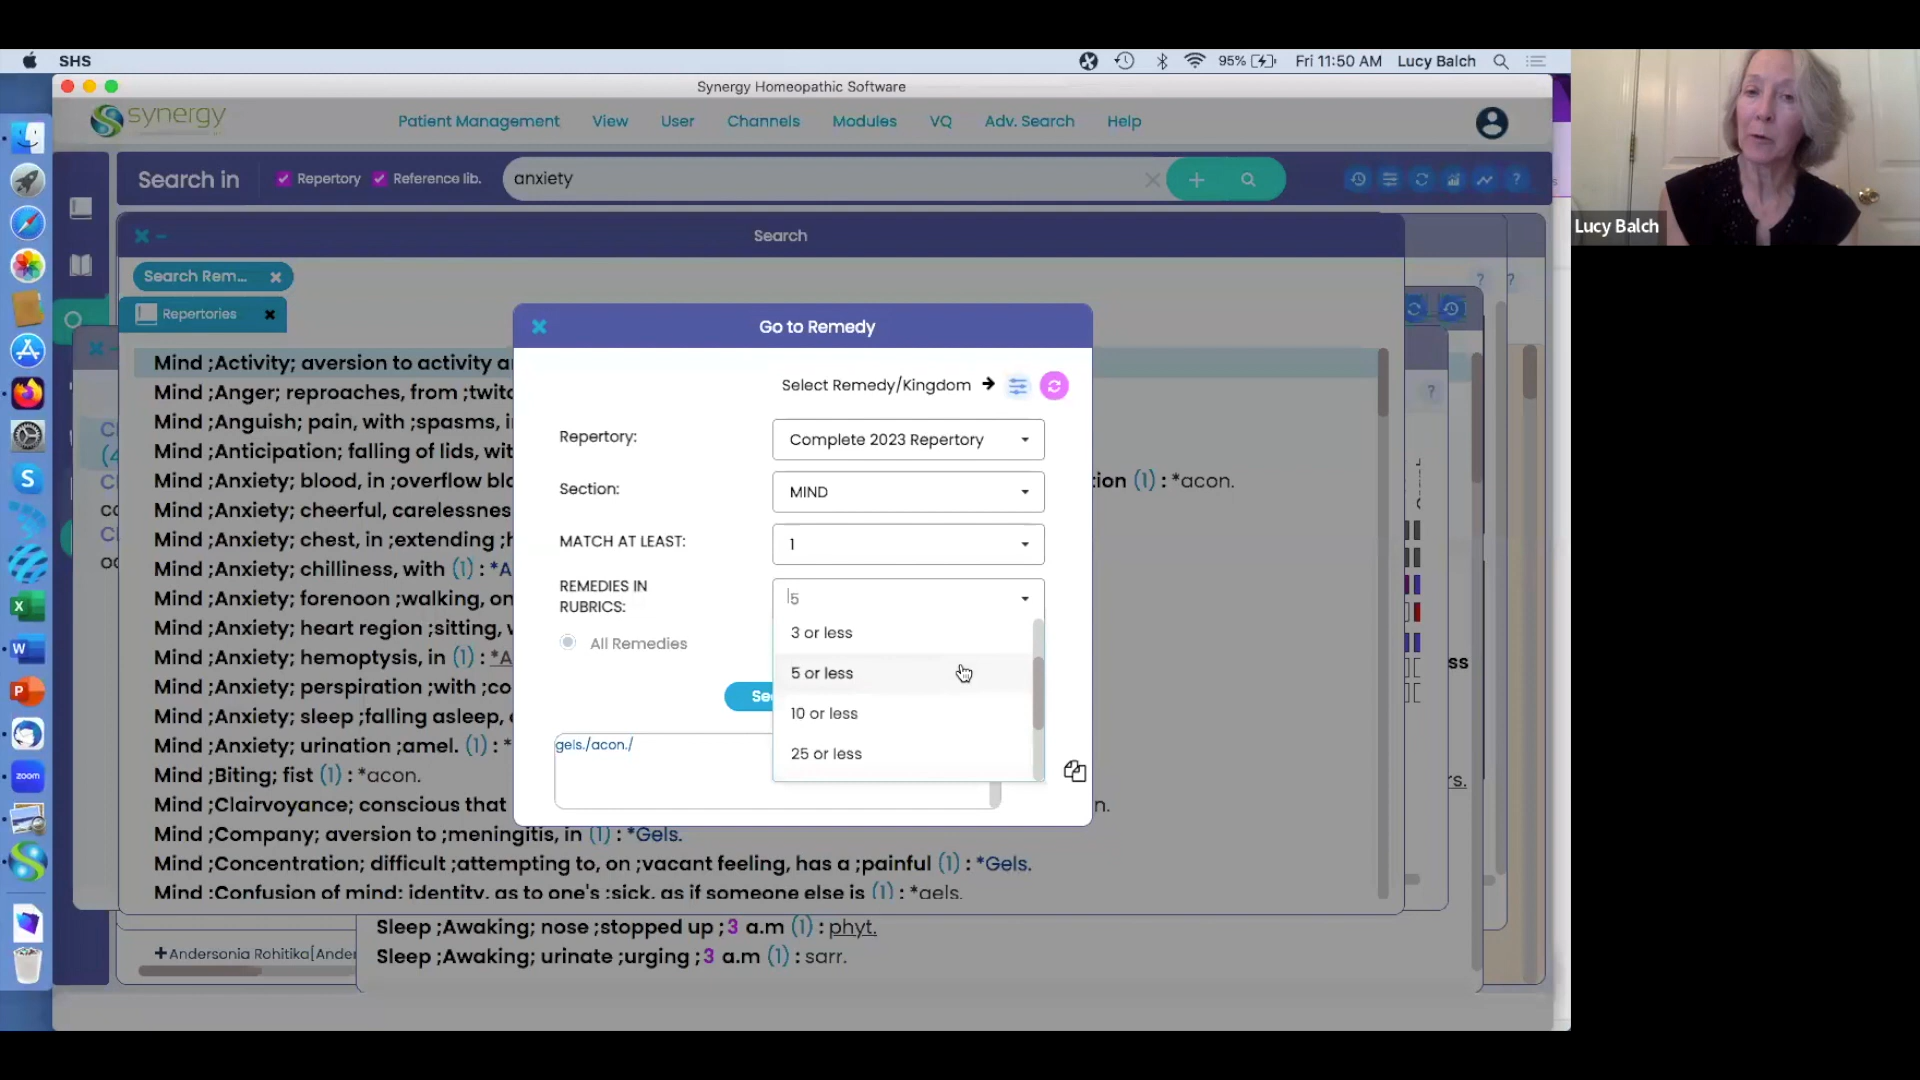 SHS
95%
Fri 11:50 AM
Lucy Balch
Synergy Homeopathic Software
synergy
Patient Management
View
User
Channels
Modules
VQ
Adv. Search
Help
Search in
Repertory
Reference lib.
anxiety
Lucy Balch
Search
Search Rem...
Repertories
Mind ;Activity; aversion to activity a
Mind ;Anger; reproaches, from ;twitc
Mind ;Anguish; pain, with ;spasms, i
Mind ;Anticipation; falling of lids, wit
Mind ;Anxiety; blood, in ;overflow blo
tion (1) : *acon.
Mind ;Anxiety; cheerful, carelessnes
Mind ;Anxiety; chest, in ;extending ;h
Mind ;Anxiety; chilliness, with (1) : *A
Mind ;Anxiety; forenoon ;walking, on
Mind ;Anxiety; heart region ;sitting, v
Mind ;Anxiety; hemoptysis, in (1) : *A
Mind ;Anxiety; perspiration ;with ;co
Mind ;Anxiety; sleep ;falling asleep, 
Mind ;Anxiety; urination ;amel. (1) : *
Mind ;Biting; fist (1) : *acon.
Mind ;Clairvoyance; conscious that
n.
Mind ;Company; aversion to ;meningitis, in (1) : *Gels.
Mind ;Concentration; difficult ;attempting to, on ;vacant feeling, has a ;painful (1) : *Gels.
Mind ;Confusion of mind; identity, as to one's ;sick, as if someone else is (1) : *gels.
Go to Remedy
Select Remedy/Kingdom
Repertory:
Complete 2023 Repertory
Section:
MIND
MATCH AT LEAST:
1
REMEDIES IN
RUBRICS:
5
3 or less
5 or less
10 or less
25 or less
All Remedies
Sea
gels./acon./
ss
rs.
+Andersonia Rohitika[Ander
Sleep ;Awaking; nose ;stopped up ;3 a.m (1) : phyt.
Sleep ;Awaking; urinate ;urging ;3 a.m (1) : sarr.
zoom